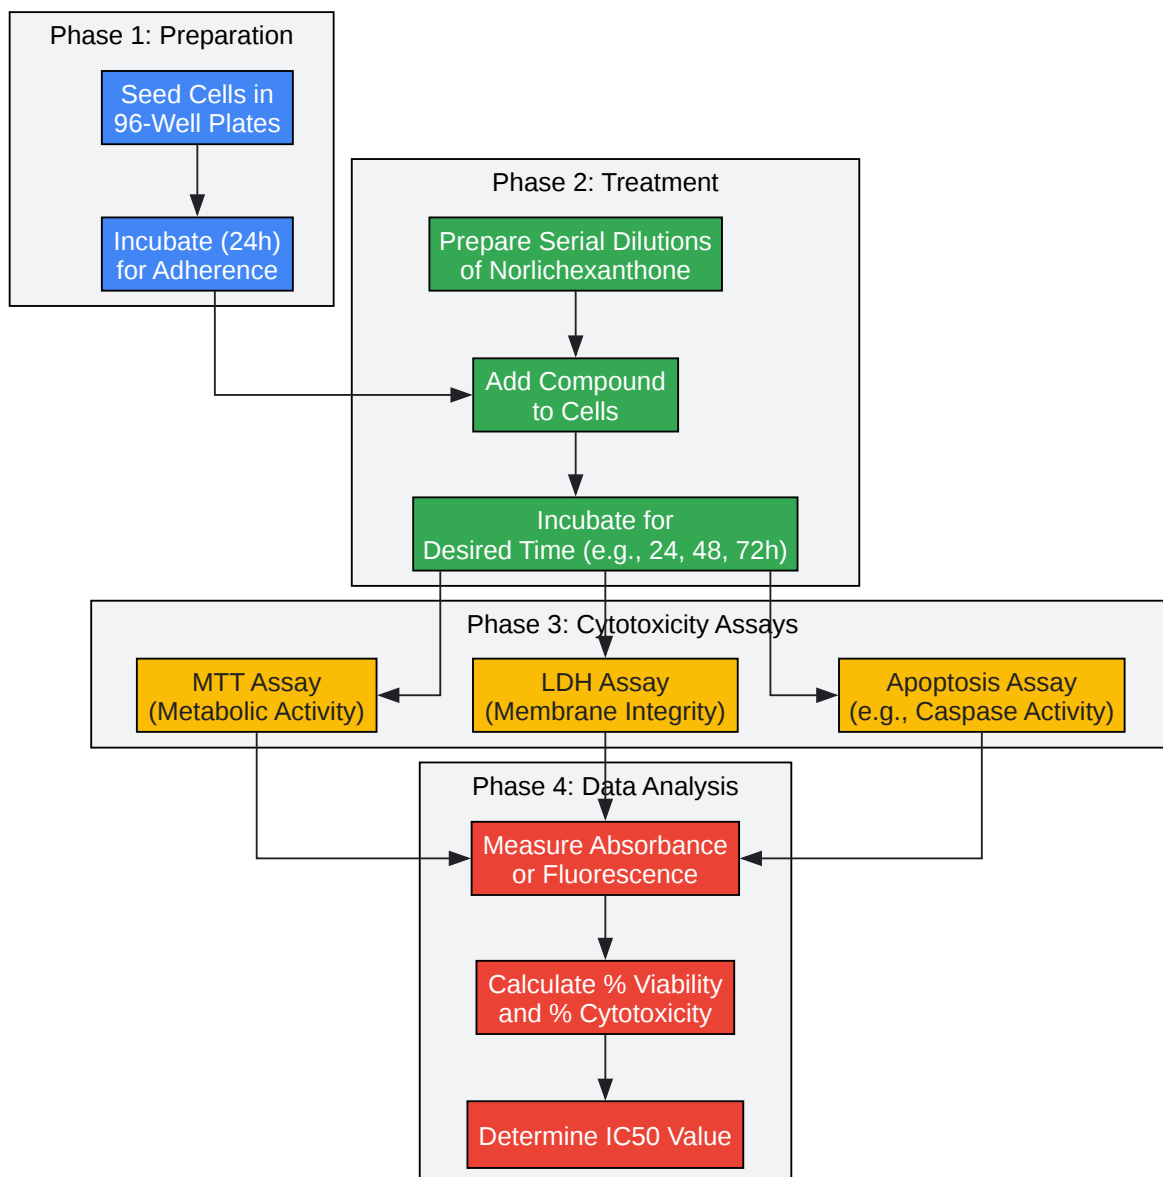 Phase 1: Preparation
Seed Cells in
96-Well Plates
Incubate (24h)
for Adherence
Phase 2: Treatment
Prepare Serial Dilutions
of Norlichexanthone
Add Compound
to Cells
Incubate for
Desired Time (e.g., 24, 48, 72h)
Phase 3: Cytotoxicity Assays
MTT Assay
(Metabolic Activity)
LDH Assay
(Membrane Integrity)
Apoptosis Assay
(e.g., Caspase Activity)
Phase 4: Data Analysis
Measure Absorbance
or Fluorescence
Calculate % Viability
and % Cytotoxicity
Determine IC50 Value